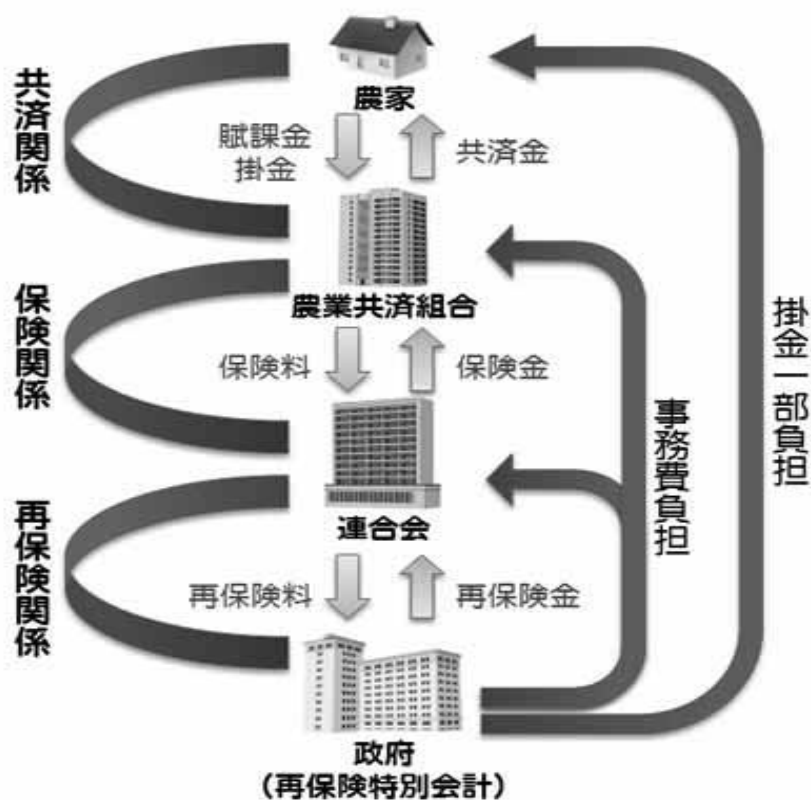 農家
共済関係
賦課金
掛金
共済金
農業共済組合
保険関係
保険料
保険金
連合会
再保険関係
再保険料
再保険金
政府
（再保険特別会計）
事務費負担
掛金一部負担